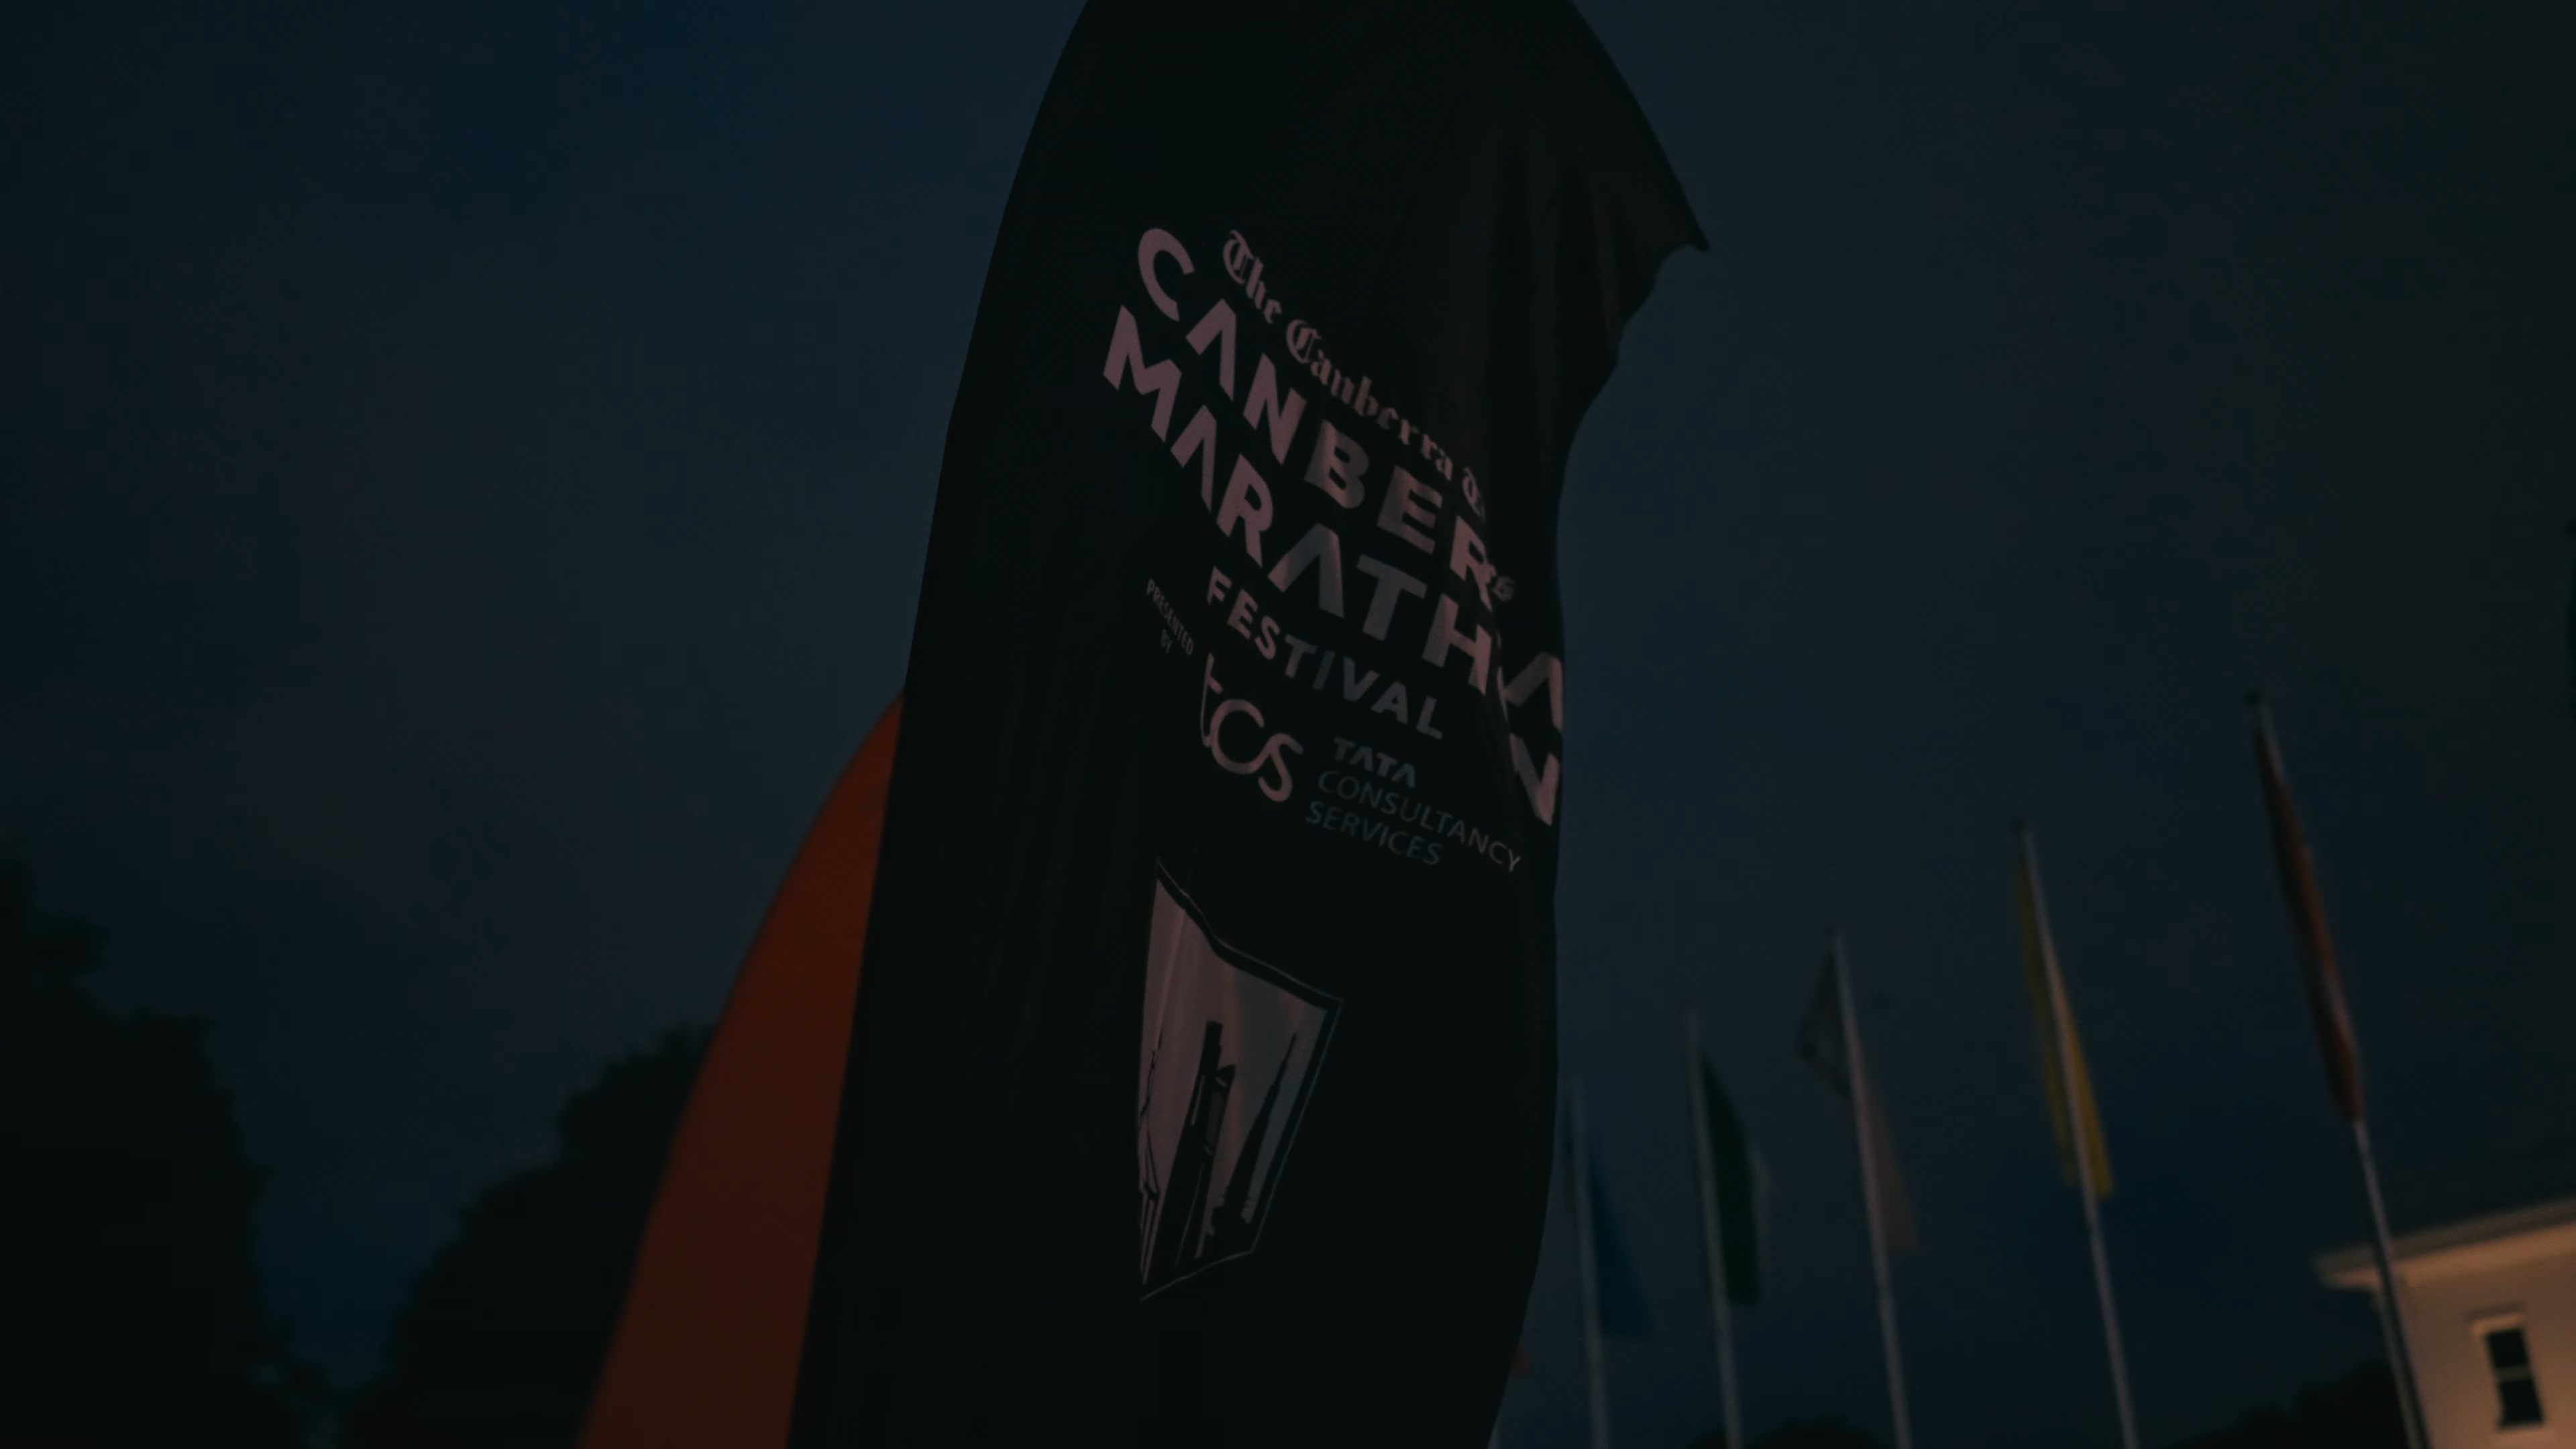 The Canberra
CANBERRA
MARATHON
FESTIVAL
PRESENTED
BY
tcs
TATA
CONSULTANCY
SERVICES